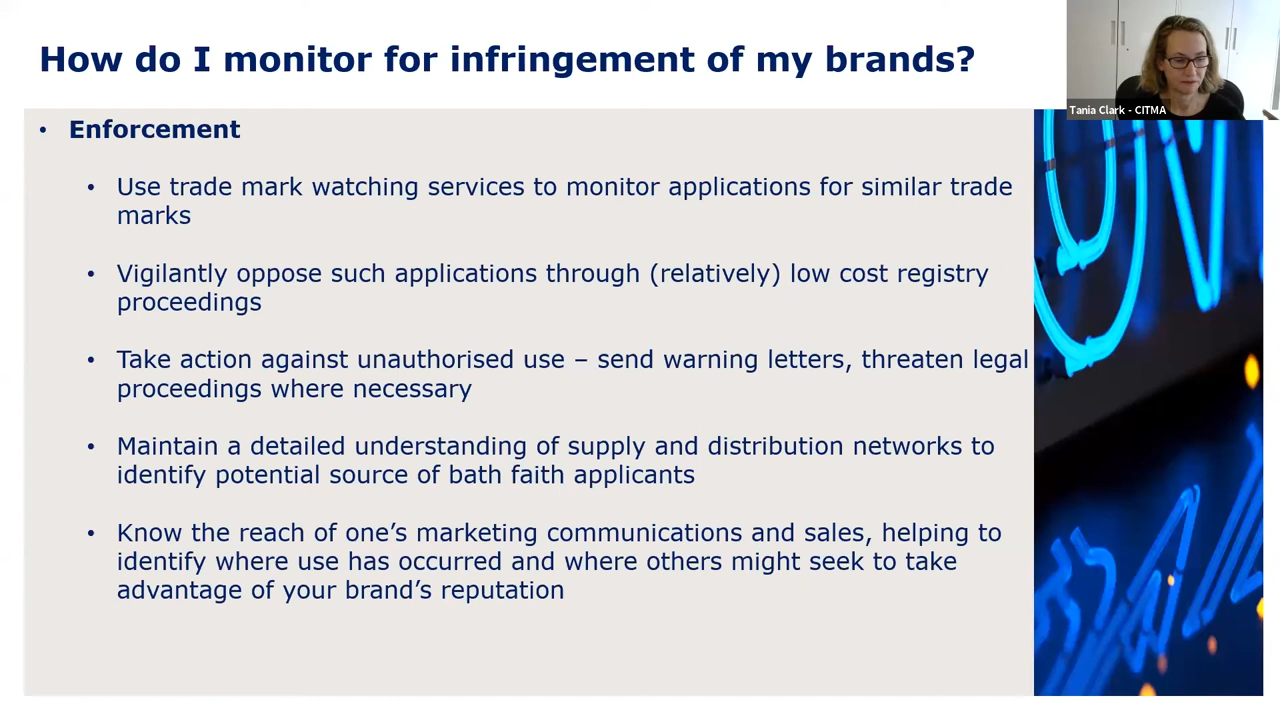 How do I monitor for infringement of my brands?
Tania Clark - CITMA
• Enforcement
• Use trade mark watching services to monitor applications for similar trade
marks
• Vigilantly oppose such applications through (relatively) low cost registry
proceedings
• Take action against unauthorised use – send warning letters, threaten legal
proceedings where necessary
• Maintain a detailed understanding of supply and distribution networks to
identify potential source of bath faith applicants
• Know the reach of one’s marketing communications and sales, helping to
identify where use has occurred and where others might seek to take
advantage of your brand’s reputation